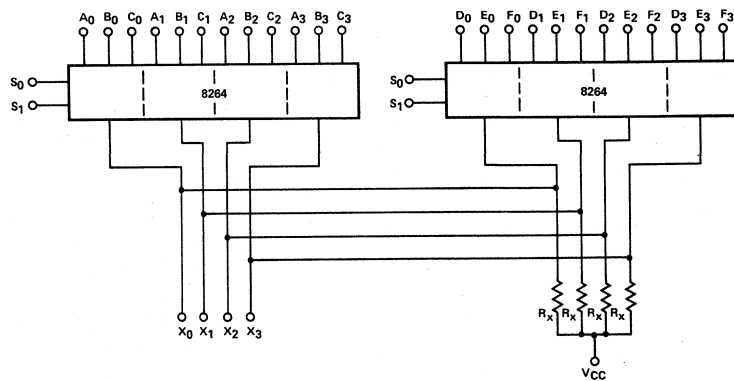 A0 B0 C0 A1 B1 C1 A2 B2 C2 A3 B3 C3
D0 E0 F0 D1 E1 F1 D2 E2 F2 D3 E3 F3
S0
S1
8264
S0
S1
8264
RX RX RX RX
X0 X1 X2 X3
VCC